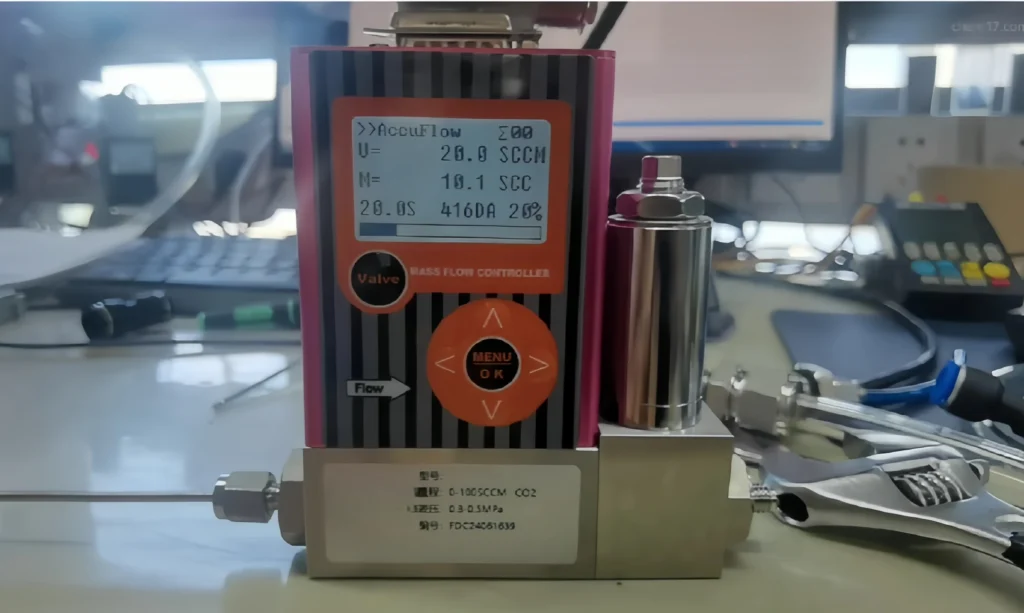 >>AccuFlow Σ00
V= 20.0 SCCM
M= 10.1 SCC
20.0S 416DA 20%
Valve
MASS FLOW CONTROLLER
MENU
OK
Flow
型号:
量程: 0-100SCCM CO2
差压 0.3-0.5MPa
编号: FDC24061639